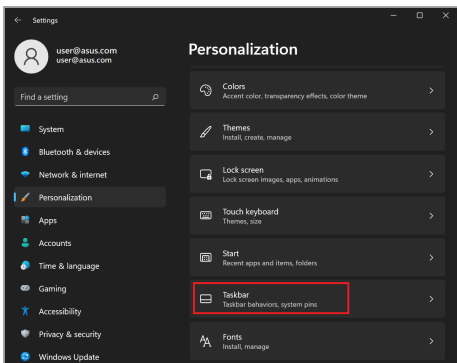 Settings
user@asus.com
user@asus.com
Find a setting
System
Bluetooth & devices
Network & internet
Personalization
Apps
Accounts
Time & language
Gaming
Accessibility
Privacy & security
Windows Update
Personalization
Colors
Accent color, transparency effects, color theme
Themes
Install, create, manage
Lock screen
Lock screen images, apps, animations
Touch keyboard
Themes, size
Start
Recent apps and items, folders
Taskbar
Taskbar behaviors, system pins
Fonts
Install, manage